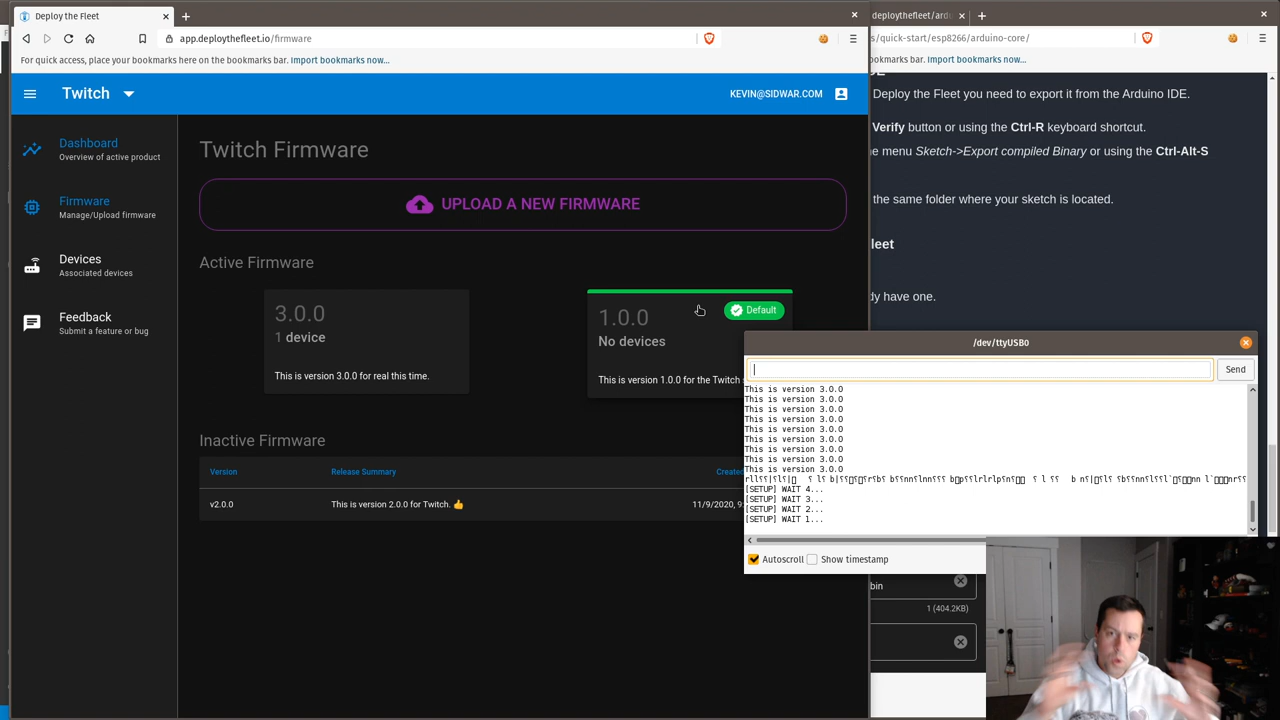 Deploy the Fleet
deploythefleet/ard
app.deploythefleet.io/firmware
s/quick-start/esp8266/arduino-core/
For quick access, place your bookmarks here on the bookmarks bar. Import bookmarks now...
marks bar. Import bookmarks now...
Twitch
KEVIN@SIDWAR.COM
Dashboard
Overview of active product
Firmware
Manage/Upload firmware
Devices
Associated devices
Feedback
Submit a feature or bug
Twitch Firmware
UPLOAD A NEW FIRMWARE
Active Firmware
3.0.0
1 device
This is version 3.0.0 for real this time.
1.0.0
Default
No devices
This is version 1.0.0 for the Twitch
Inactive Firmware
Version
Release Summary
Created
v2.0.0
This is version 2.0.0 for Twitch. 👍
11/9/2020, 9
Deploy the Fleet you need to export it from the Arduino IDE.
Verify button or using the Ctrl-R keyboard shortcut.
e menu Sketch->Export compiled Binary or using the Ctrl-Alt-S
the same folder where your sketch is located.
leet
dy have one.
/dev/ttyUSB0
Send
This is version 3.0.0
This is version 3.0.0
This is version 3.0.0
This is version 3.0.0
This is version 3.0.0
This is version 3.0.0
This is version 3.0.0
This is version 3.0.0
This is version 3.0.0
[SETUP] WAIT 4...
[SETUP] WAIT 3...
[SETUP] WAIT 2...
[SETUP] WAIT 1...
Autoscroll
Show timestamp
bin
1 (404.2KB)